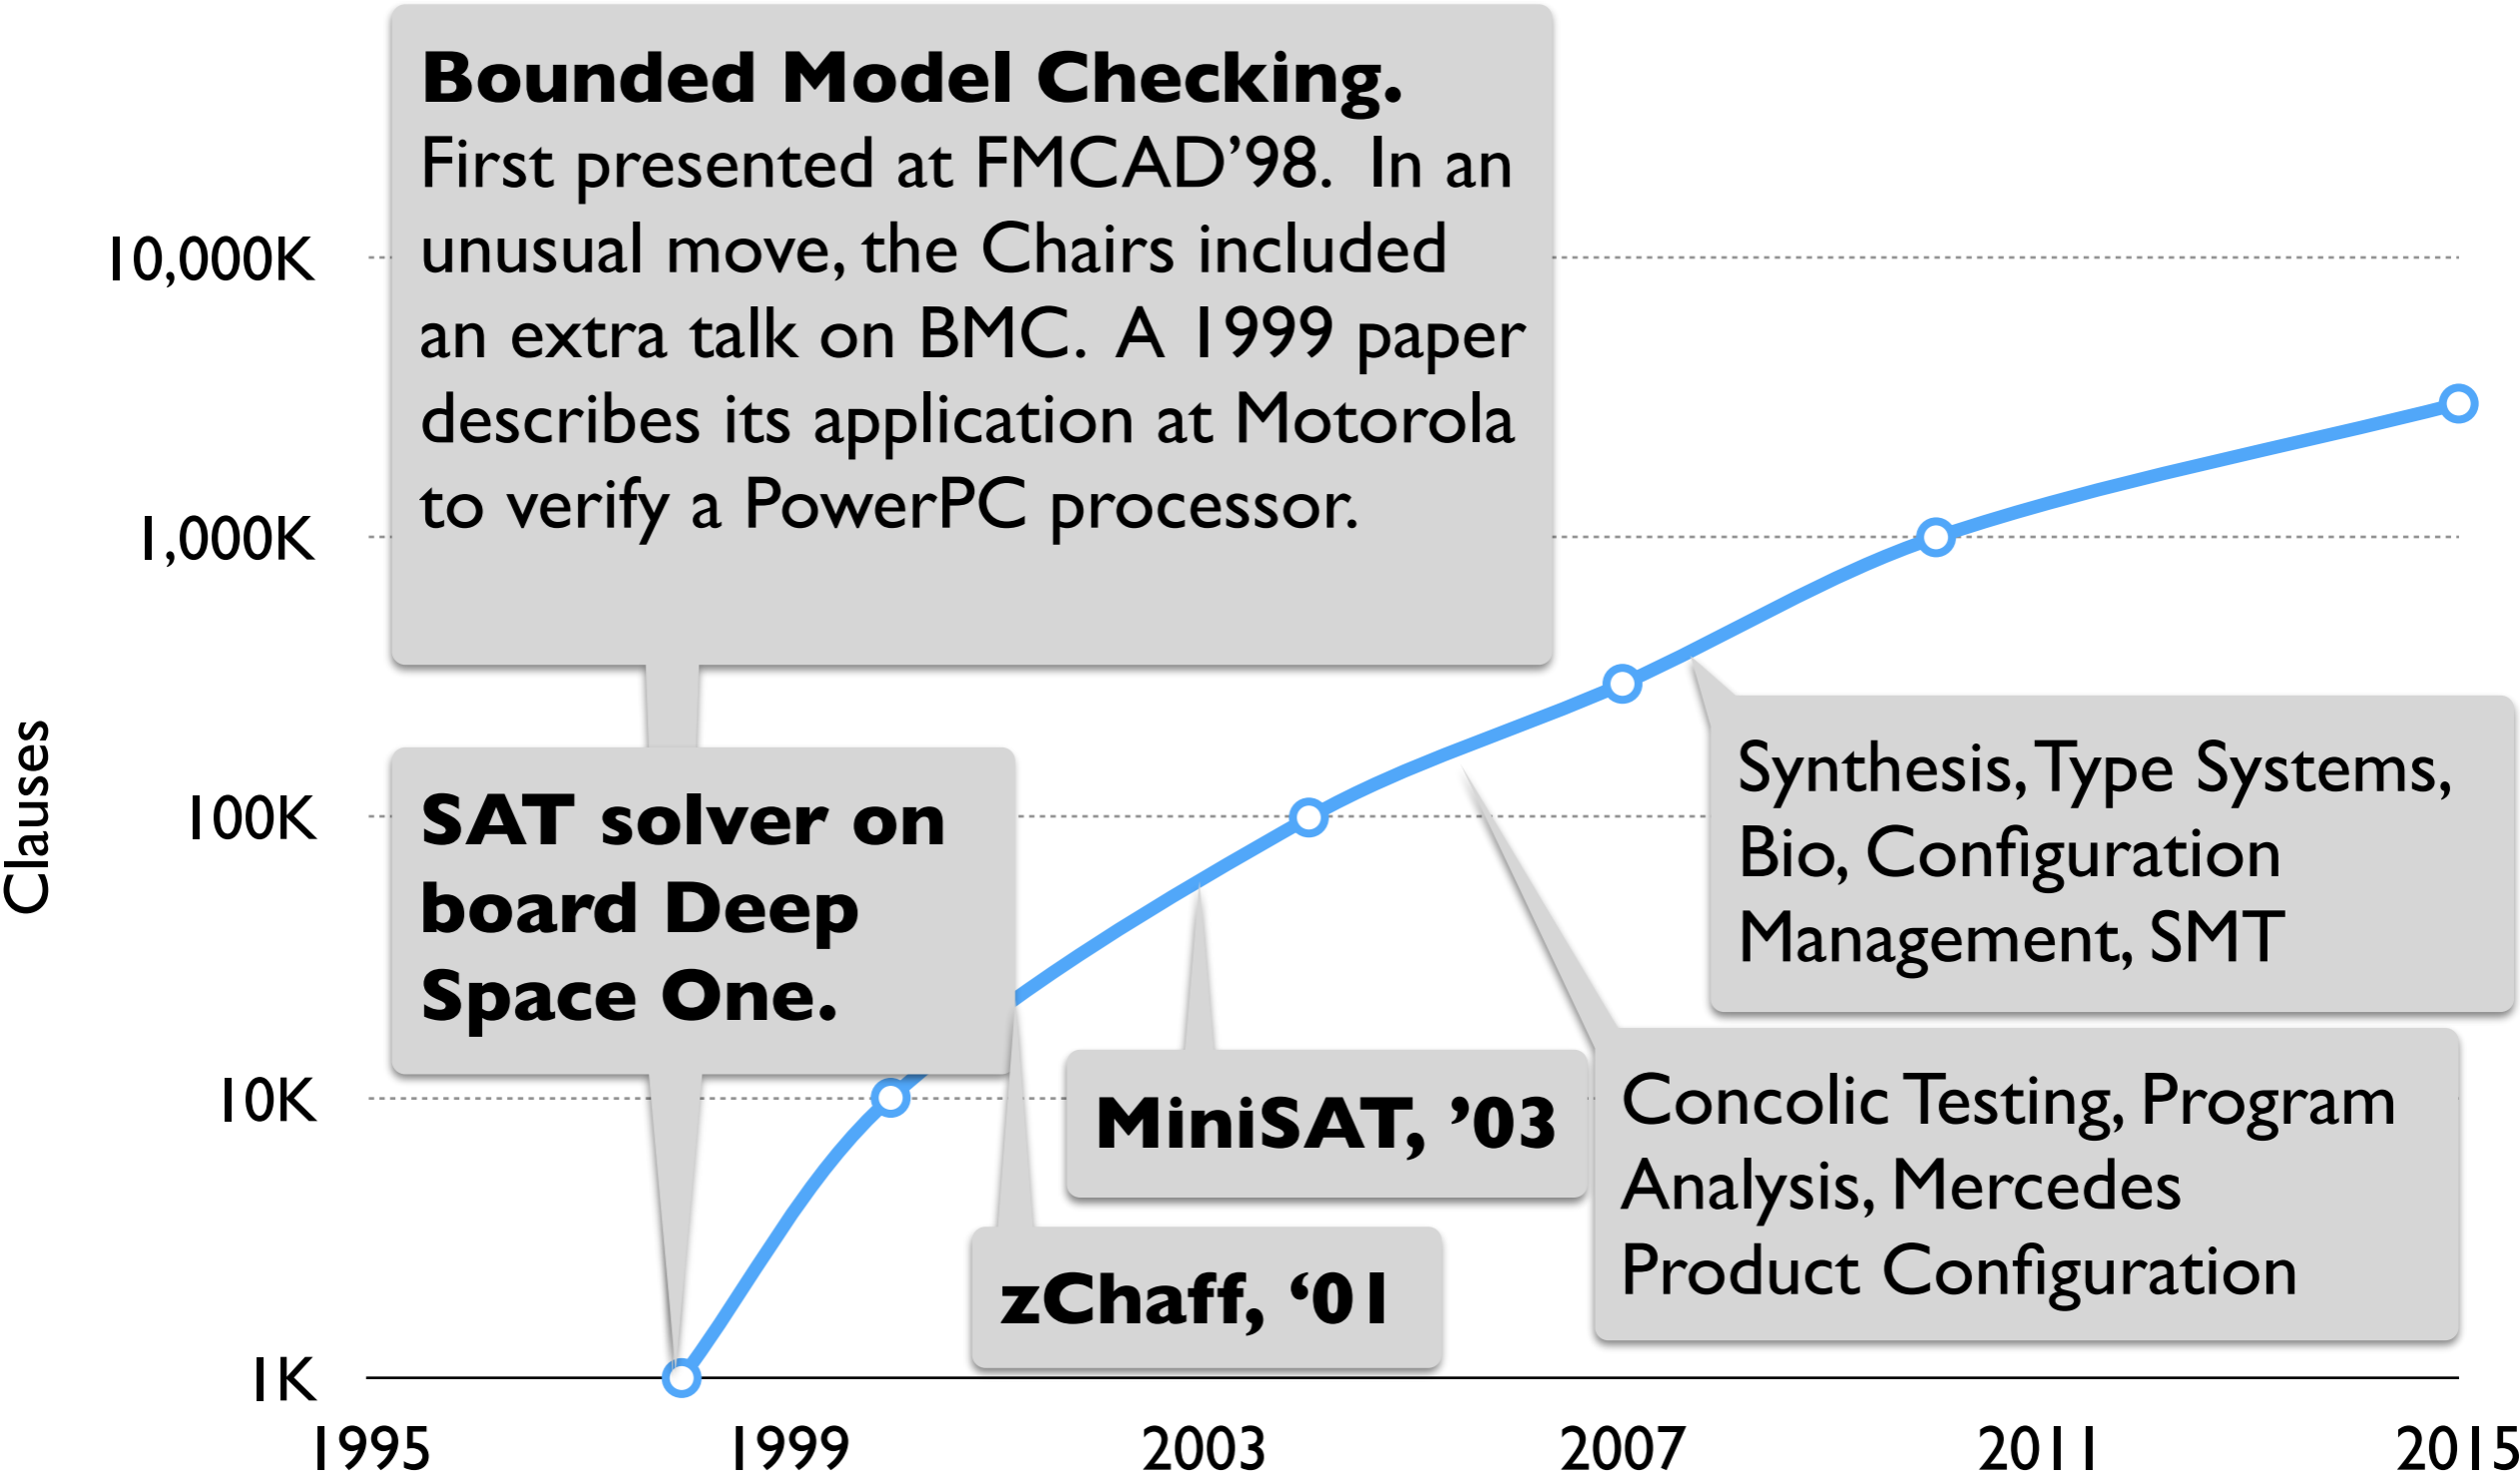 Bounded Model Checking.
First presented at FMCAD’98.  In an
unusual move, the Chairs included
an extra talk on BMC.  A 1999 paper
describes its application at Motorola
to verify a PowerPC processor.
10,000K
1,000K
100K
10K
1K
Clauses
SAT solver on
board Deep
Space One.
Synthesis, Type Systems,
Bio, Configuration
Management, SMT
MiniSAT, ’03
Concolic Testing, Program
Analysis, Mercedes
Product Configuration
zChaff, ‘01
1995 1999 2003 2007 2011 2015